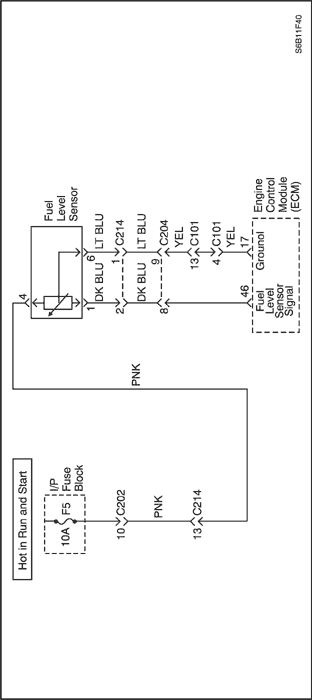 Hot in Run and Start
I/P
Fuse
Block
F5
10A
10
C202
PNK
13
C214
PNK
4
Fuel
Level
Sensor
1
6
DK BLU
LT BLU
2
1
C214
DK BLU
LT BLU
8
9
C204
YEL
13
C101
4
C101
YEL
46
17
Fuel
Level
Sensor
Signal
Grounol
Engine
Control
Module
(ECM)
S6B11F40